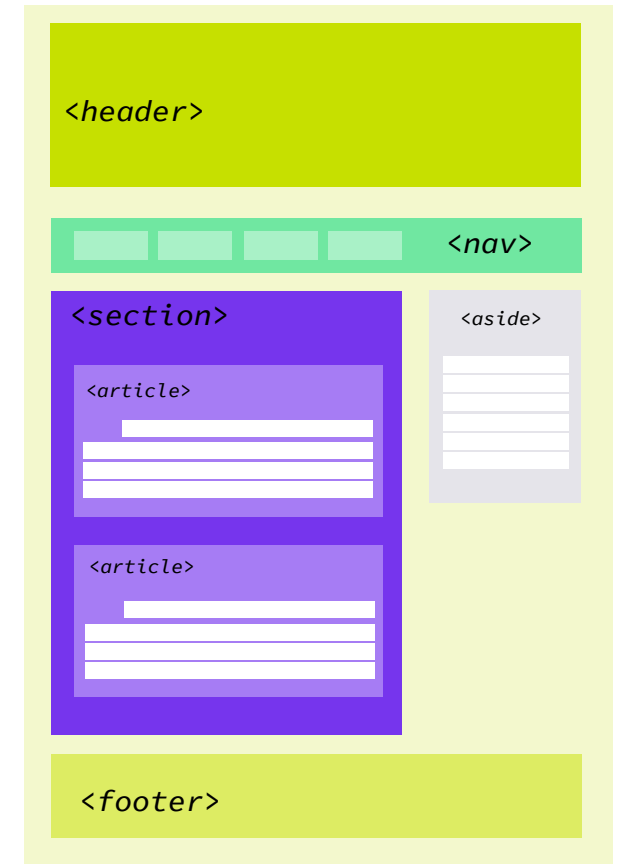 <header>
<nav>
<section>
<aside>
<article>
<article>
<footer>